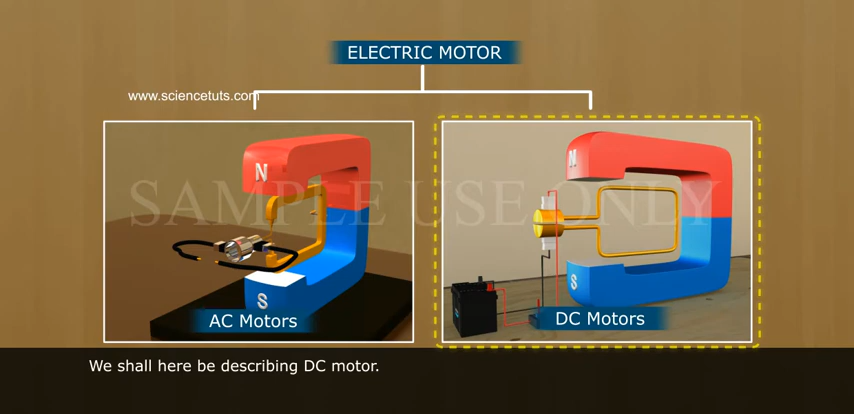 ELECTRIC MOTOR
www.sciencetuts.com
SAMPLE USE ONLY
N
S
AC Motors
N
S
DC Motors
We shall here be describing DC motor.